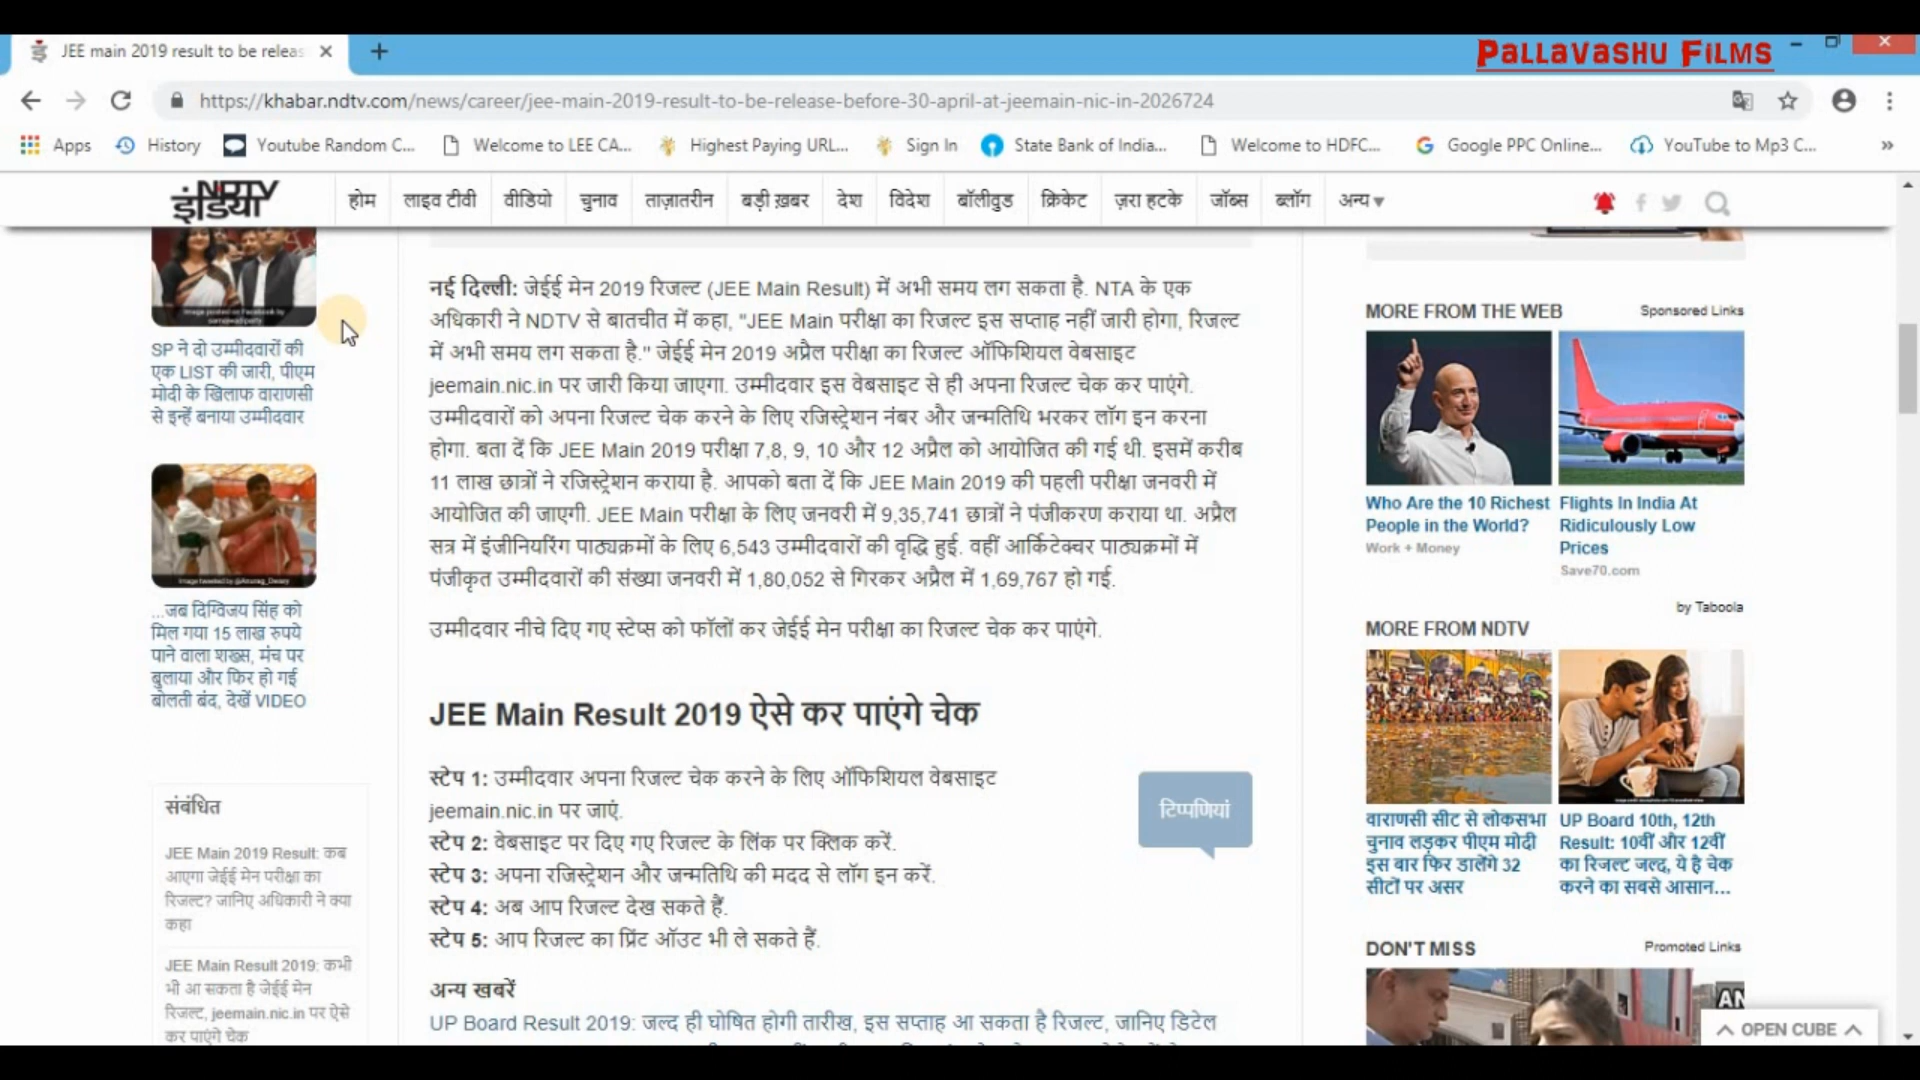 JEE main 2019 result to be releas
PALLAVASHU FILMS
https://khabar.ndtv.com/news/career/jee-main-2019-result-to-be-release-before-30-april-at-jeemain-nic-in-2026724
Apps History Youtube Random C... Welcome to LEE CA... Highest Paying URL... Sign In State Bank of India... Welcome to HDFC... Google PPC Online... YouTube to Mp3 C... »
NDTV
इंडिया
होम लाइव टीवी वीडियो चुनाव ताज़ातरीन बड़ी ख़बर देश विदेश बॉलीवुड क्रिकेट ज़रा हटके जॉब्स ब्लॉग अन्य
SP ने दो उम्मीदवारों की
एक LIST की जारी, पीएम
मोदी के खिलाफ वाराणसी
से इन्हें बनाया उम्मीदवार
...जब दिग्विजय सिंह को
मिल गया 15 लाख रुपये
पाने वाला शख्स, मंच पर
बुलाया और फिर हो गई
बोलती बंद, देखें VIDEO
संबंधित
JEE Main 2019 Result: कब
आएगा जेईई मेन परीक्षा का
रिजल्ट? जानिए अधिकारी ने क्या
कहा
JEE Main Result 2019: कभी
भी आ सकता है जेईई मेन
रिजल्ट, jeemain.nic.in पर ऐसे
कर पाएंगे चेक
नई दिल्ली: जेईई मेन 2019 रिजल्ट (JEE Main Result) में अभी समय लग सकता है. NTA के एक
अधिकारी ने NDTV से बातचीत में कहा, "JEE Main परीक्षा का रिजल्ट इस सप्ताह नहीं जारी होगा, रिजल्ट
में अभी समय लग सकता है." जेईई मेन 2019 अप्रैल परीक्षा का रिजल्ट ऑफिशियल वेबसाइट
jeemain.nic.in पर जारी किया जाएगा. उम्मीदवार इस वेबसाइट से ही अपना रिजल्ट चेक कर पाएंगे.
उम्मीदवारों को अपना रिजल्ट चेक करने के लिए रजिस्ट्रेशन नंबर और जन्मतिथि भरकर लॉग इन करना
होगा. बता दें कि JEE Main 2019 परीक्षा 7,8, 9, 10 और 12 अप्रैल को आयोजित की गई थी. इसमें करीब
11 लाख छात्रों ने रजिस्ट्रेशन कराया है. आपको बता दें कि JEE Main 2019 की पहली परीक्षा जनवरी में
आयोजित की जाएगी. JEE Main परीक्षा के लिए जनवरी में 9,35,741 छात्रों ने पंजीकरण कराया था. अप्रैल
सत्र में इंजीनियरिंग पाठ्यक्रमों के लिए 6,543 उम्मीदवारों की वृद्धि हुई. वहीं आर्किटेक्चर पाठ्यक्रमों में
पंजीकृत उम्मीदवारों की संख्या जनवरी में 1,80,052 से गिरकर अप्रैल में 1,69,767 हो गई.
उम्मीदवार नीचे दिए गए स्टेप्स को फॉलों कर जेईई मेन परीक्षा का रिजल्ट चेक कर पाएंगे.
JEE Main Result 2019 ऐसे कर पाएंगे चेक
स्टेप 1: उम्मीदवार अपना रिजल्ट चेक करने के लिए ऑफिशियल वेबसाइट
jeemain.nic.in पर जाएं.
स्टेप 2: वेबसाइट पर दिए गए रिजल्ट के लिंक पर क्लिक करें.
स्टेप 3: अपना रजिस्ट्रेशन और जन्मतिथि की मदद से लॉग इन करें.
स्टेप 4: अब आप रिजल्ट देख सकते हैं.
स्टेप 5: आप रिजल्ट का प्रिंट ऑउट भी ले सकते हैं.
टिप्पणियां
अन्य खबरें
UP Board Result 2019: जल्द ही घोषित होगी तारीख, इस सप्ताह आ सकता है रिजल्ट, जानिए डिटेल
MORE FROM THE WEB
Sponsored Links
Who Are the 10 Richest
People in the World?
Work + Money
Flights In India At
Ridiculously Low
Prices
Save70.com
by Taboola
MORE FROM NDTV
वाराणसी सीट से लोकसभा
चुनाव लड़कर पीएम मोदी
इस बार फिर डालेंगे 32
सीटों पर असर
UP Board 10th, 12th
Result: 10वीं और 12वीं
का रिजल्ट जल्द, ये है चेक
करने का सबसे आसान...
DON'T MISS
Promoted Links
AN
OPEN CUBE